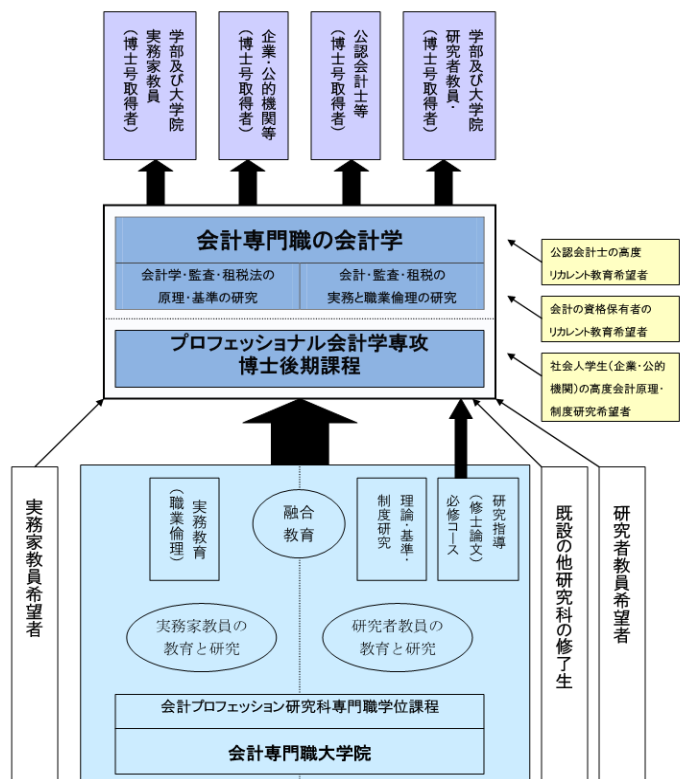 学部及び大学院
実務家教員
（博士号取得者）
企業・公的機関等
（博士号取得者）
公認会計士等
（博士号取得者）
学部及び大学院
研究者教員・
（博士号取得者）
会計専門職の会計学
会計学・監査・租税法の
原理・基準の研究
会計・監査・租税の
実務と職業倫理の研究
プロフェッショナル会計学専攻
博士後期課程
公認会計士の高度
リカレント教育希望者
会計の資格保有者の
リカレント教育希望者
社会人学生（企業・公的
機関）の高度会計原理・
制度研究希望者
実務家教員希望者
実務教育
（職業倫理）
融合
教育
理論・基準・
制度研究
研究指導
（修士論文）
必修コース
既設の他研究科の修了生
研究者教員希望者
実務家教員の
教育と研究
研究者教員の
教育と研究
会計プロフェッション研究科専門職学位課程
会計専門職大学院